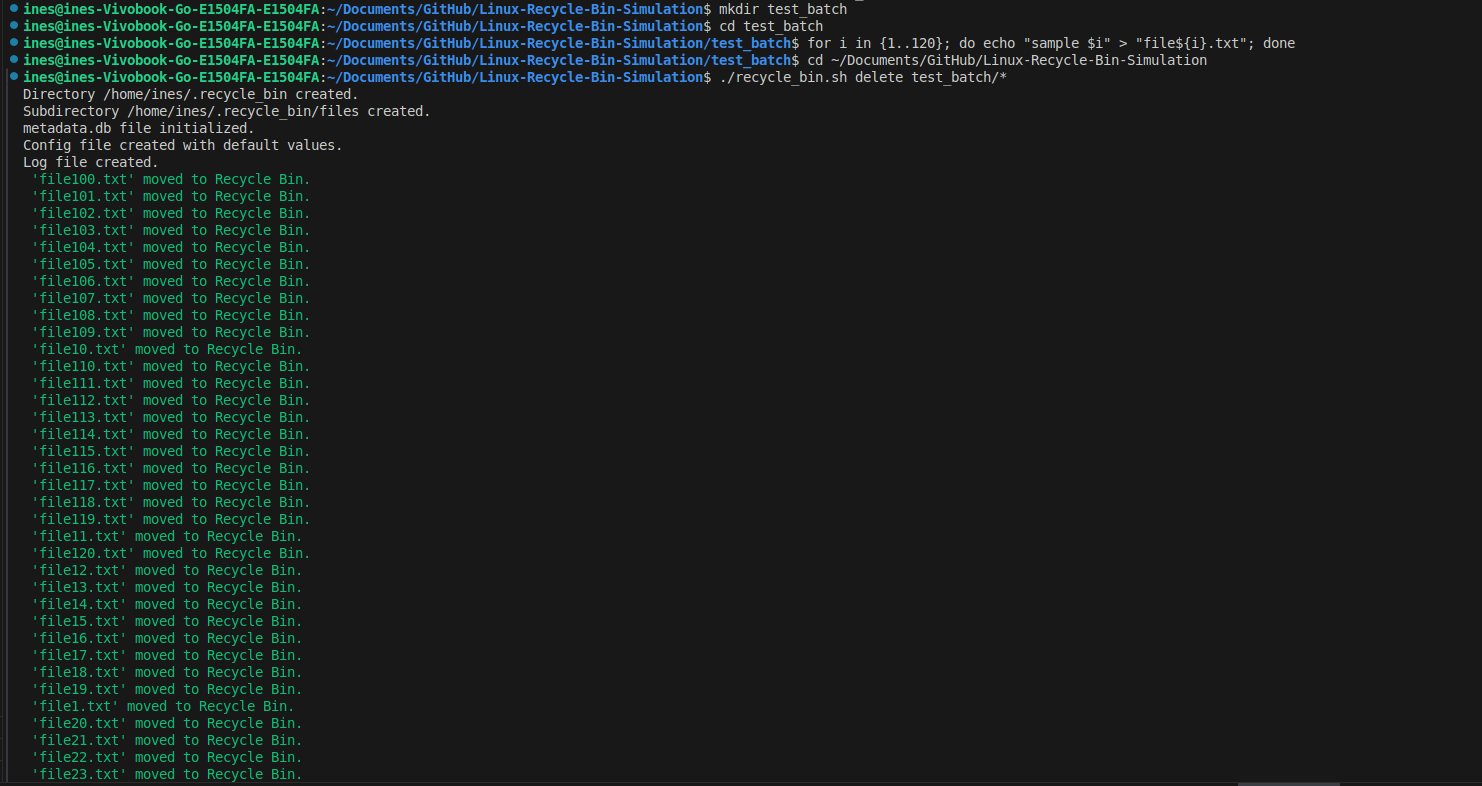 ines@ines-Vivobook-Go-E1504FA-E1504FA:~/Documents/GitHub/Linux-Recycle-Bin-Simulation$ mkdir test_batch
ines@ines-Vivobook-Go-E1504FA-E1504FA:~/Documents/GitHub/Linux-Recycle-Bin-Simulation$ cd test_batch
ines@ines-Vivobook-Go-E1504FA-E1504FA:~/Documents/GitHub/Linux-Recycle-Bin-Simulation/test_batch$ for i in {1..120}; do echo "sample $i" > "file${i}.txt"; done
ines@ines-Vivobook-Go-E1504FA-E1504FA:~/Documents/GitHub/Linux-Recycle-Bin-Simulation/test_batch$ cd ~/Documents/GitHub/Linux-Recycle-Bin-Simulation
ines@ines-Vivobook-Go-E1504FA-E1504FA:~/Documents/GitHub/Linux-Recycle-Bin-Simulation$ ./recycle_bin.sh delete test_batch/*
Directory /home/ines/.recycle_bin created.
Subdirectory /home/ines/.recycle_bin/files created.
metadata.db file initialized.
Config file created with default values.
Log file created.
'file100.txt' moved to Recycle Bin.
'file101.txt' moved to Recycle Bin.
'file102.txt' moved to Recycle Bin.
'file103.txt' moved to Recycle Bin.
'file104.txt' moved to Recycle Bin.
'file105.txt' moved to Recycle Bin.
'file106.txt' moved to Recycle Bin.
'file107.txt' moved to Recycle Bin.
'file108.txt' moved to Recycle Bin.
'file109.txt' moved to Recycle Bin.
'file10.txt' moved to Recycle Bin.
'file110.txt' moved to Recycle Bin.
'file111.txt' moved to Recycle Bin.
'file112.txt' moved to Recycle Bin.
'file113.txt' moved to Recycle Bin.
'file114.txt' moved to Recycle Bin.
'file115.txt' moved to Recycle Bin.
'file116.txt' moved to Recycle Bin.
'file117.txt' moved to Recycle Bin.
'file118.txt' moved to Recycle Bin.
'file119.txt' moved to Recycle Bin.
'file11.txt' moved to Recycle Bin.
'file120.txt' moved to Recycle Bin.
'file12.txt' moved to Recycle Bin.
'file13.txt' moved to Recycle Bin.
'file14.txt' moved to Recycle Bin.
'file15.txt' moved to Recycle Bin.
'file16.txt' moved to Recycle Bin.
'file17.txt' moved to Recycle Bin.
'file18.txt' moved to Recycle Bin.
'file19.txt' moved to Recycle Bin.
'file1.txt' moved to Recycle Bin.
'file20.txt' moved to Recycle Bin.
'file21.txt' moved to Recycle Bin.
'file22.txt' moved to Recycle Bin.
'file23.txt' moved to Recycle Bin.